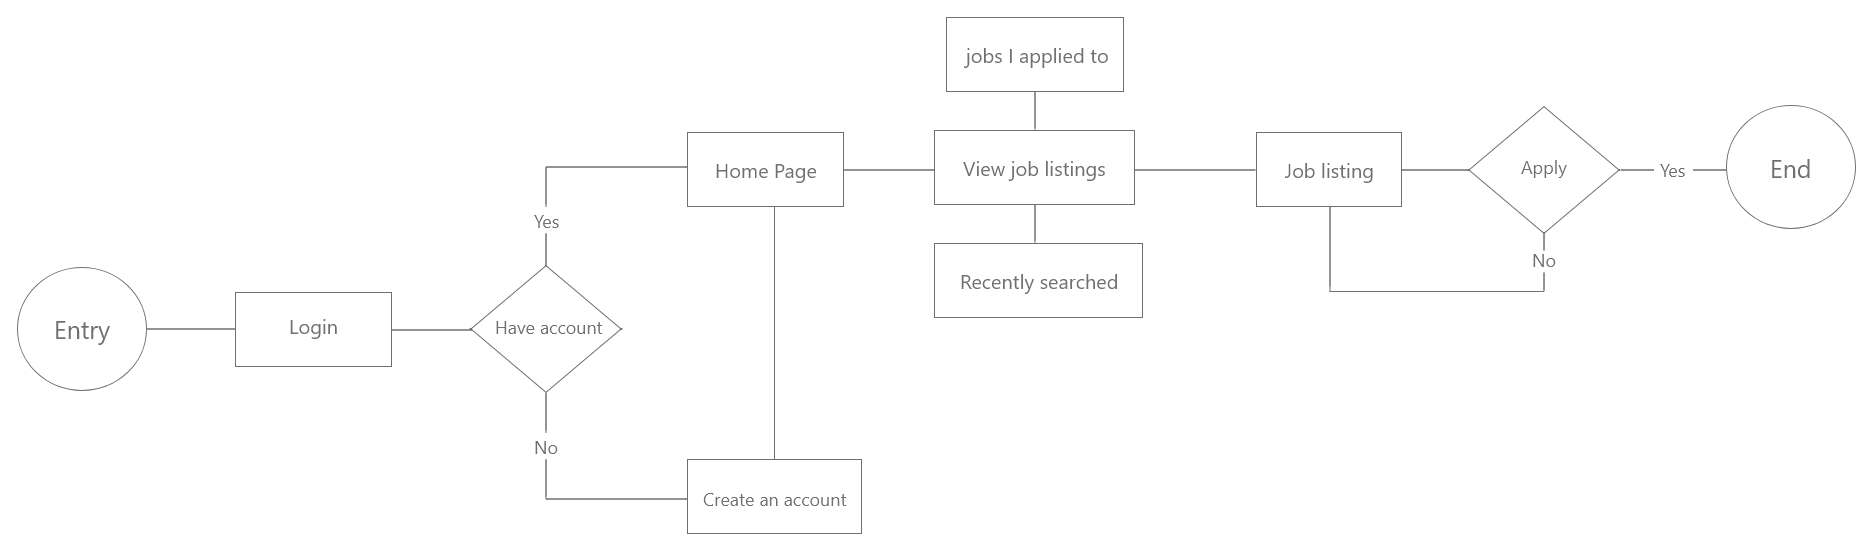 Entry
Login
Have account
Yes
No
Home Page
Create an account
jobs I applied to
View job listings
Recently searched
Job listing
Apply
Yes
No
End